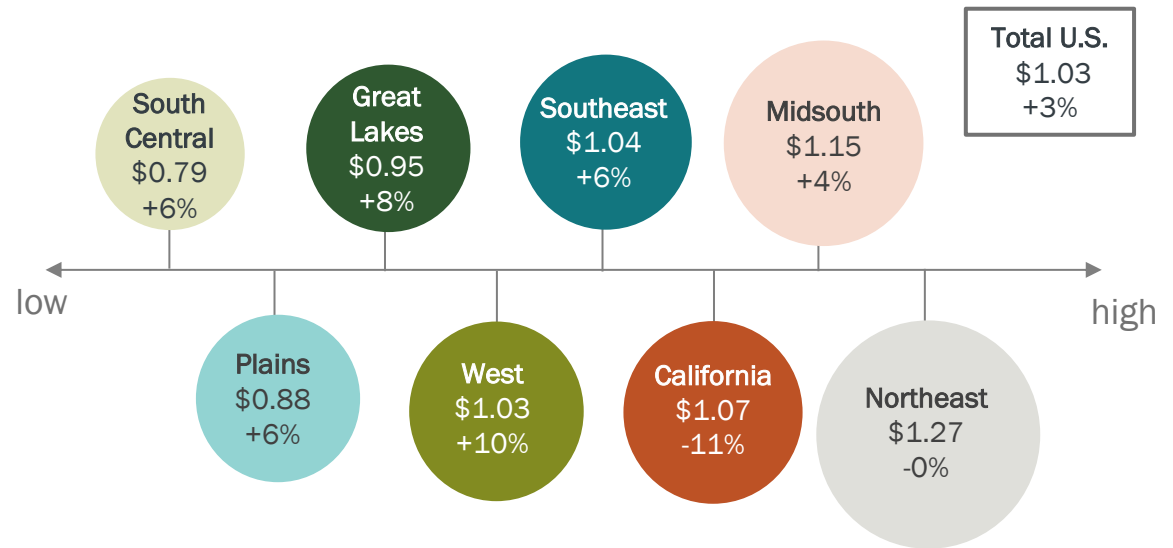 Total U.S.
$1.03
+3%
South
Central
$0.79
+6%
Great
Lakes
$0.95
+8%
Southeast
$1.04
+6%
Midsouth
$1.15
+4%
low
high
Plains
$0.88
+6%
West
$1.03
+10%
California
$1.07
-11%
Northeast
$1.27
-0%